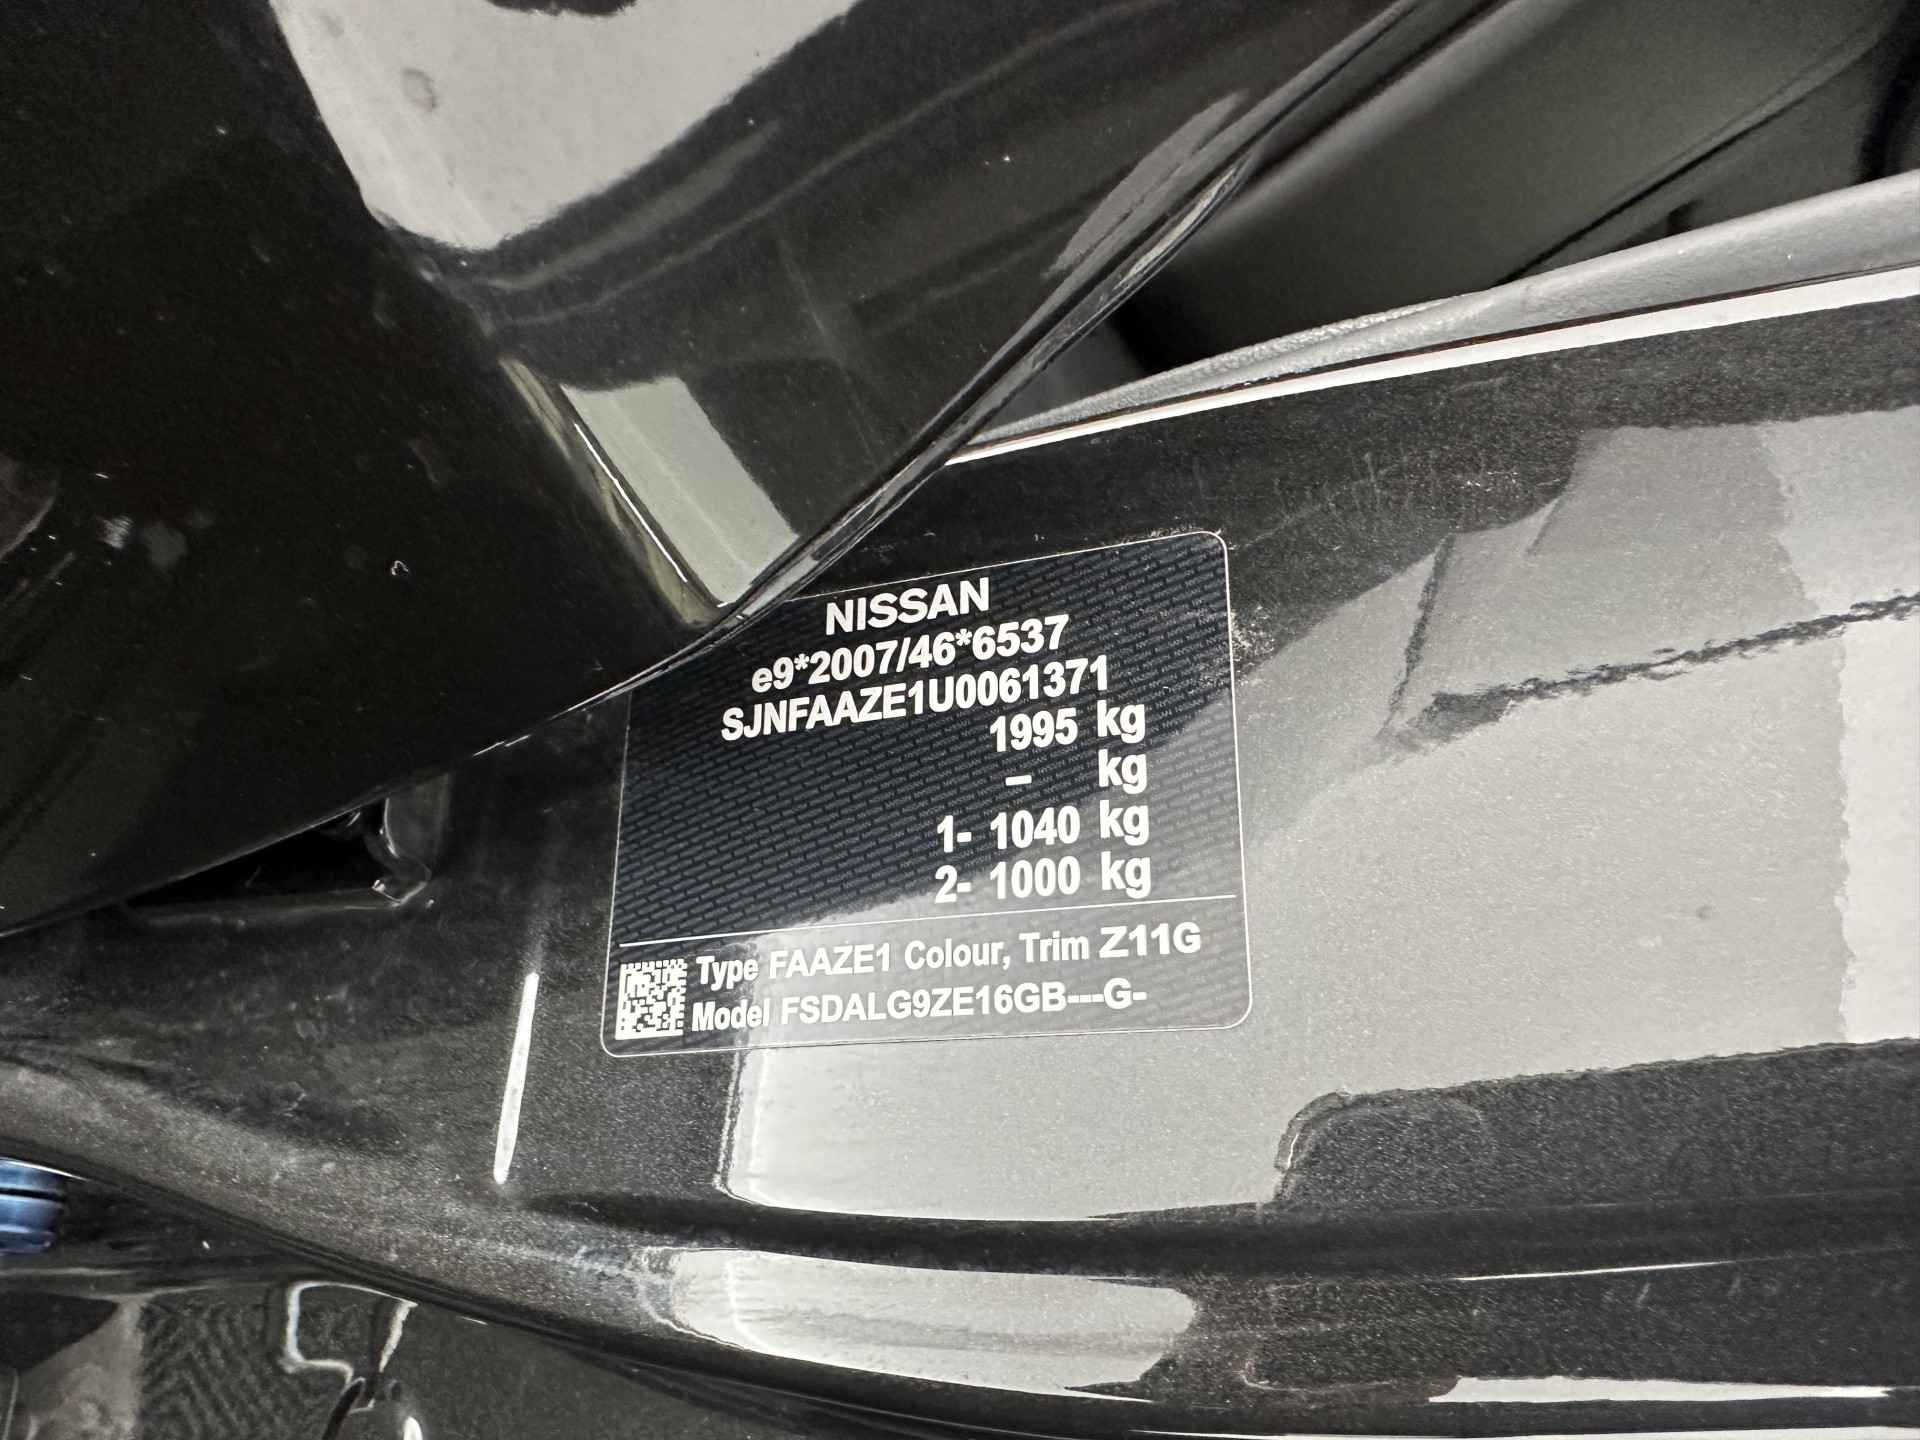 NISSAN
e9*2007/46*6537
SJNFAAZE1U0061371
1995 kg
– kg
1- 1040 kg
2- 1000 kg
Type FAAZE1 Colour, Trim Z11G
Model FSDALG9ZE16GB---G-